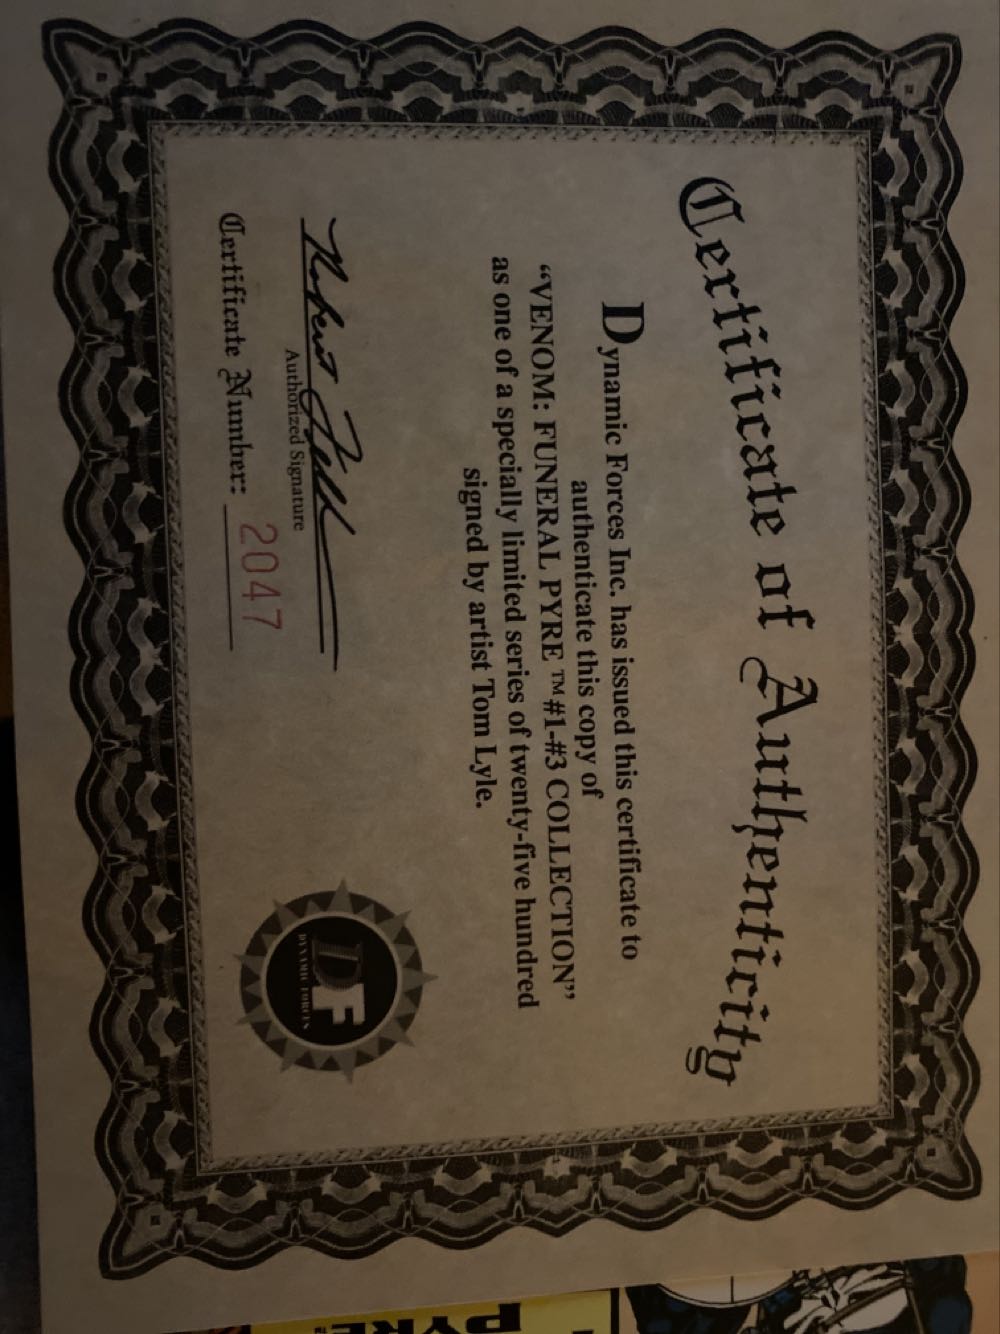 Certificate of Authenticity
Dynamic Forces Inc. has issued this certificate to
authenticate this copy of
“VENOM: FUNERAL PYRE ™ #1-#3 COLLECTION”
as one of a specially limited series of twenty-five hundred
signed by artist Tom Lyle.
Authorized Signature
Certificate Number: 2047
DF
DYNAMIC FORCES
PYRE